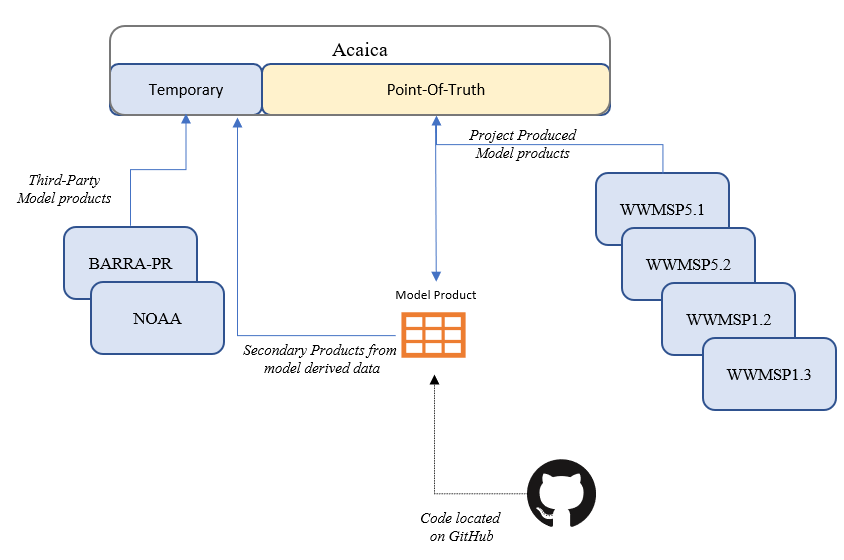 Acaica
Temporary
Point-Of-Truth
Project Produced
Model products
Third-Party
Model products
WWMSP5.1
BARRA-PR
WWMSP5.2
Model Product
NOAA
WWMSP1.2
Secondary Products from
model derived data
WWMSP1.3
Code located
on GitHub